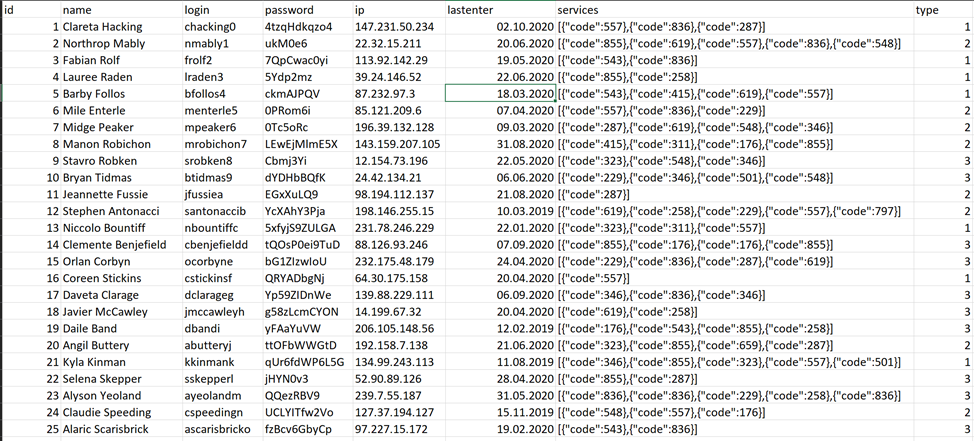 id name login password ip lastenter services type
1 Clareta Hacking chacking0 4tzqHdkqzo4 147.231.50.234 02.10.2020 [{"code":557},{"code":836},{"code":287}] 1
2 Northrop Mably nmably1 ukM0e6 22.32.15.211 20.06.2020 [{"code":855},{"code":619},{"code":557},{"code":836},{"code":548}] 2
3 Fabian Rolf frolf2 7QpCwac0yi 113.92.142.29 19.05.2020 [{"code":543},{"code":836}] 1
4 Lauree Raden lraden3 5Ydp2mz 39.24.146.52 22.06.2020 [{"code":855},{"code":258}] 1
5 Barby Follos bfollos4 ckmAJPQV 87.232.97.3 18.03.2020 [{"code":543},{"code":415},{"code":619},{"code":557}] 1
6 Mile Enterle menterle5 0PRom6i 85.121.209.6 07.04.2020 [{"code":557},{"code":836},{"code":229}] 2
7 Midge Peaker mpeaker6 0Tc5oRc 196.39.132.128 09.03.2020 [{"code":287},{"code":619},{"code":548},{"code":346}] 2
8 Manon Robichon mrobichon7 LEwEjMlmE5X 143.159.207.105 31.08.2020 [{"code":415},{"code":311},{"code":176},{"code":855}] 2
9 Stavro Robken srobken8 Cbmj3Yi 12.154.73.196 22.05.2020 [{"code":323},{"code":548},{"code":346}] 3
10 Bryan Tidmas btidmas9 dYDHbBQfK 24.42.134.21 06.06.2020 [{"code":229},{"code":346},{"code":501},{"code":548}] 3
11 Jeannette Fussie jfussiea EGxXuLQ9 98.194.112.137 21.08.2020 [{"code":287}] 2
12 Stephen Antonacci santonaccib YcXAhY3Pja 198.146.255.15 10.03.2019 [{"code":619},{"code":258},{"code":229},{"code":557},{"code":797}] 2
13 Niccolo Bountiff nbountiffc 5xfyjS9ZULGA 231.78.246.229 22.01.2020 [{"code":323},{"code":311},{"code":557}] 1
14 Clemente Benjefield cbenjefieldd tQOsP0ei9TuD 88.126.93.246 07.09.2020 [{"code":855},{"code":176},{"code":176},{"code":855}] 3
15 Orlan Corbyn ocorbyne bG1ZIzwIoU 232.175.48.179 24.04.2020 [{"code":229},{"code":836},{"code":287},{"code":619}] 3
16 Coreen Stickins cstickinsf QRYADbgNj 64.30.175.158 20.04.2020 [{"code":557}] 1
17 Daveta Clarage dclarageg Yp59ZIDnWe 139.88.229.111 06.09.2020 [{"code":346},{"code":836},{"code":346}] 3
18 Javier McCawley jmccawleyh g58zLcmCYON 14.199.67.32 20.04.2020 [{"code":619},{"code":258}] 3
19 Daile Band dbandi yFAaYuVW 206.105.148.56 12.02.2019 [{"code":176},{"code":543},{"code":855},{"code":258}] 3
20 Angil Buttery abutteryj ttOFbWWGtD 192.158.7.138 21.06.2020 [{"code":323},{"code":855},{"code":659},{"code":287}] 2
21 Kyla Kinman kkinmank qUr6fdWP6L5G 134.99.243.113 11.08.2019 [{"code":346},{"code":855},{"code":323},{"code":557},{"code":501}] 1
22 Selena Skepper sskepperl jHYN0v3 52.90.89.126 28.04.2020 [{"code":855},{"code":287}] 3
23 Alyson Yeoland ayeolandm QQezRBV9 239.7.55.187 31.05.2020 [{"code":836},{"code":836},{"code":229},{"code":258},{"code":836}] 3
24 Claudie Speeding cspeedingn UCLYITfw2Vo 127.37.194.127 15.11.2019 [{"code":548},{"code":557},{"code":176}] 2
25 Alaric Scarisbrick ascarisbricko fzBcv6GbyCp 97.227.15.172 19.02.2020 [{"code":543},{"code":836}] 3